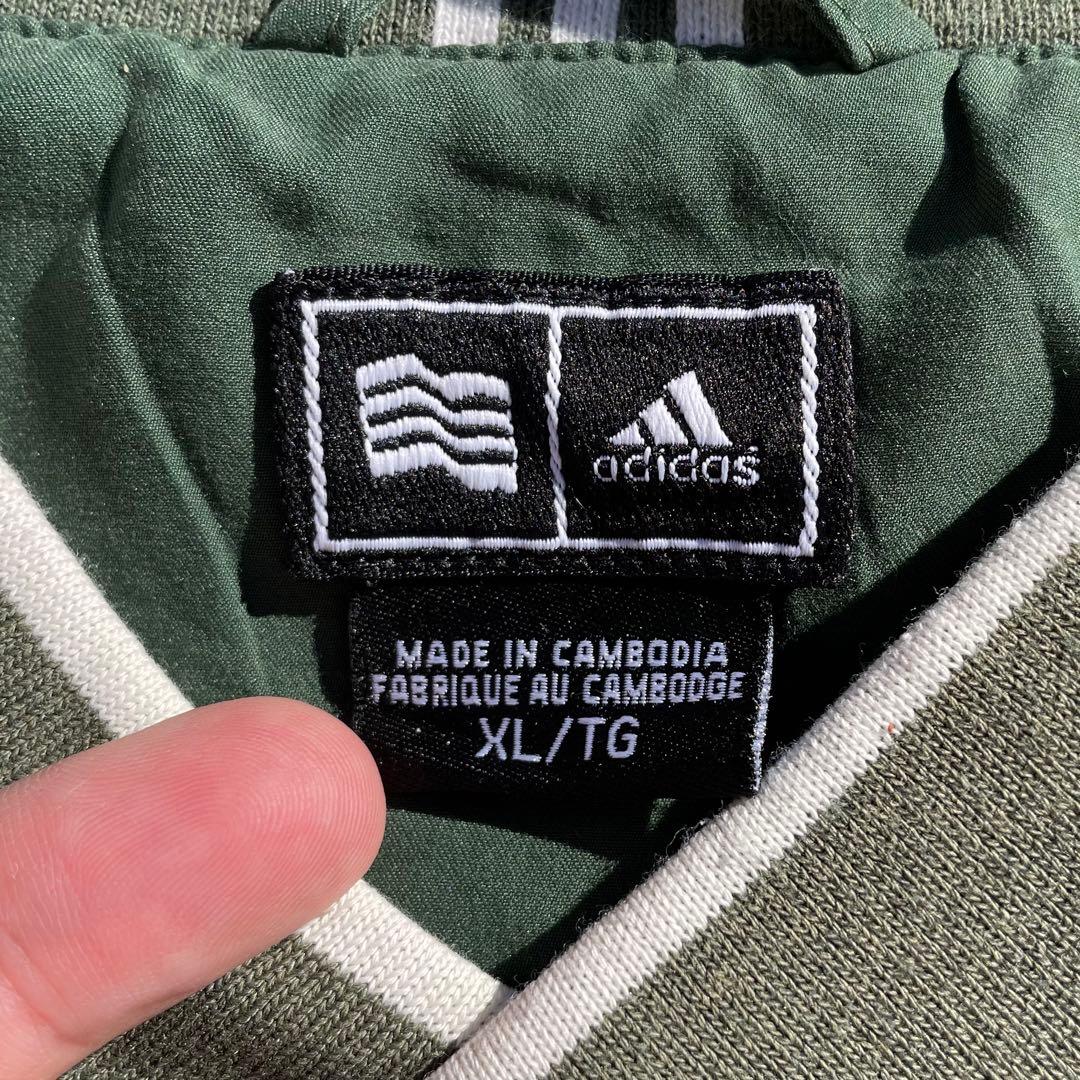 adidas
MADE IN CAMBODIA
FABRIQUE AU CAMBODGE
XL/TG